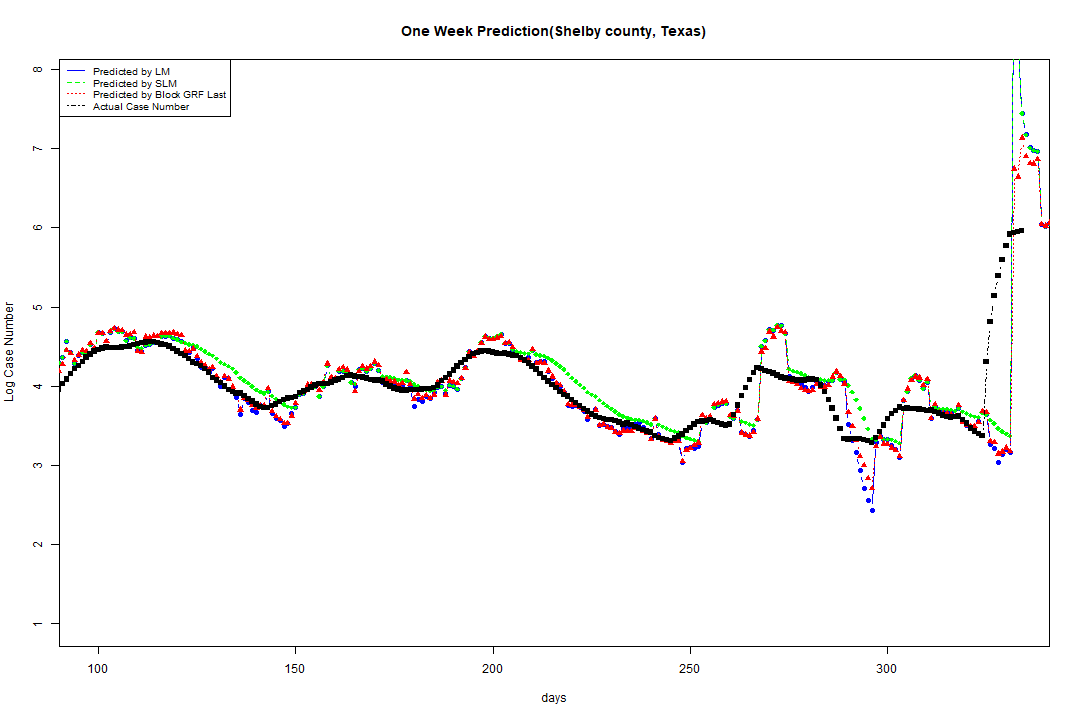 One Week Prediction(Shelby county, Texas)
Predicted by LM
Predicted by SLM
Predicted by Block GRF Last
Actual Case Number
8
7
6
5
4
3
2
1
Log Case Number
100 150 200 250 300
days